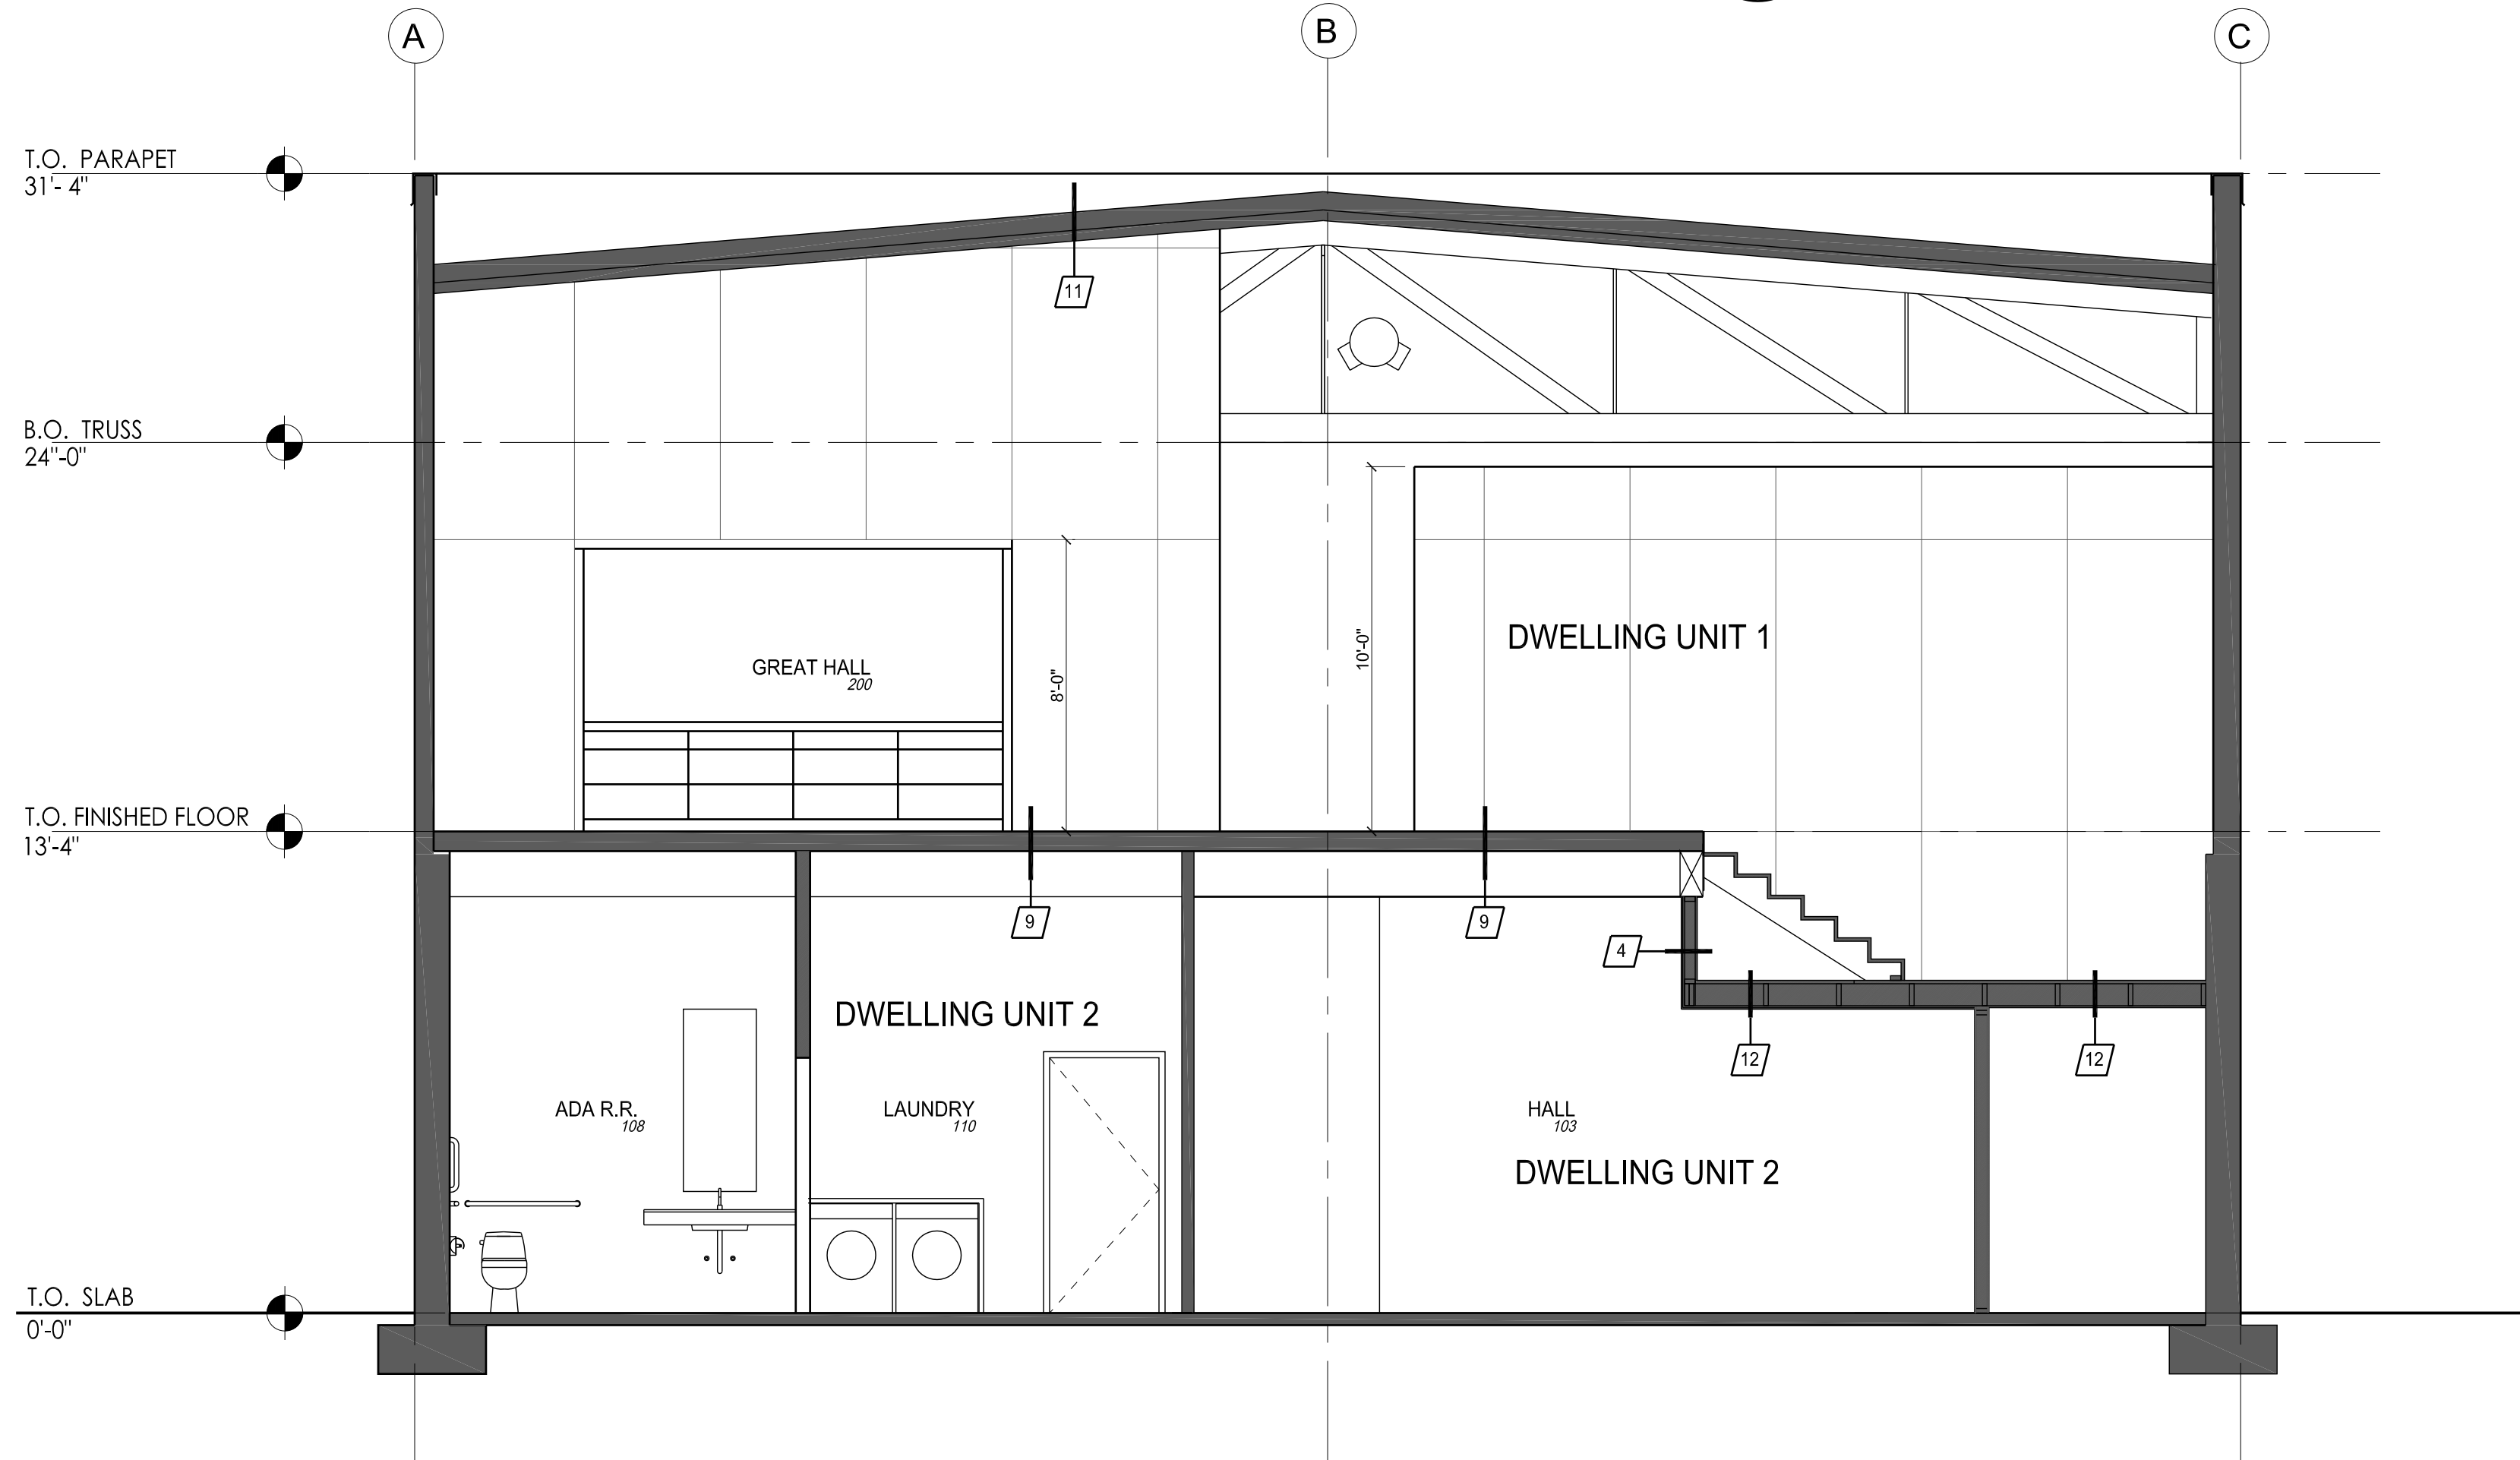 A
B
C
T.O. PARAPET
31'- 4"
11
B.O. TRUSS
24"-0"
DWELLING UNIT 1
10'-0"
GREAT HALL
200
8'-0"
T.O. FINISHED FLOOR
13'-4"
9
9
4
DWELLING UNIT 2
12
12
ADA R.R.
108
LAUNDRY
110
HALL
103
DWELLING UNIT 2
T.O. SLAB
0'-0"